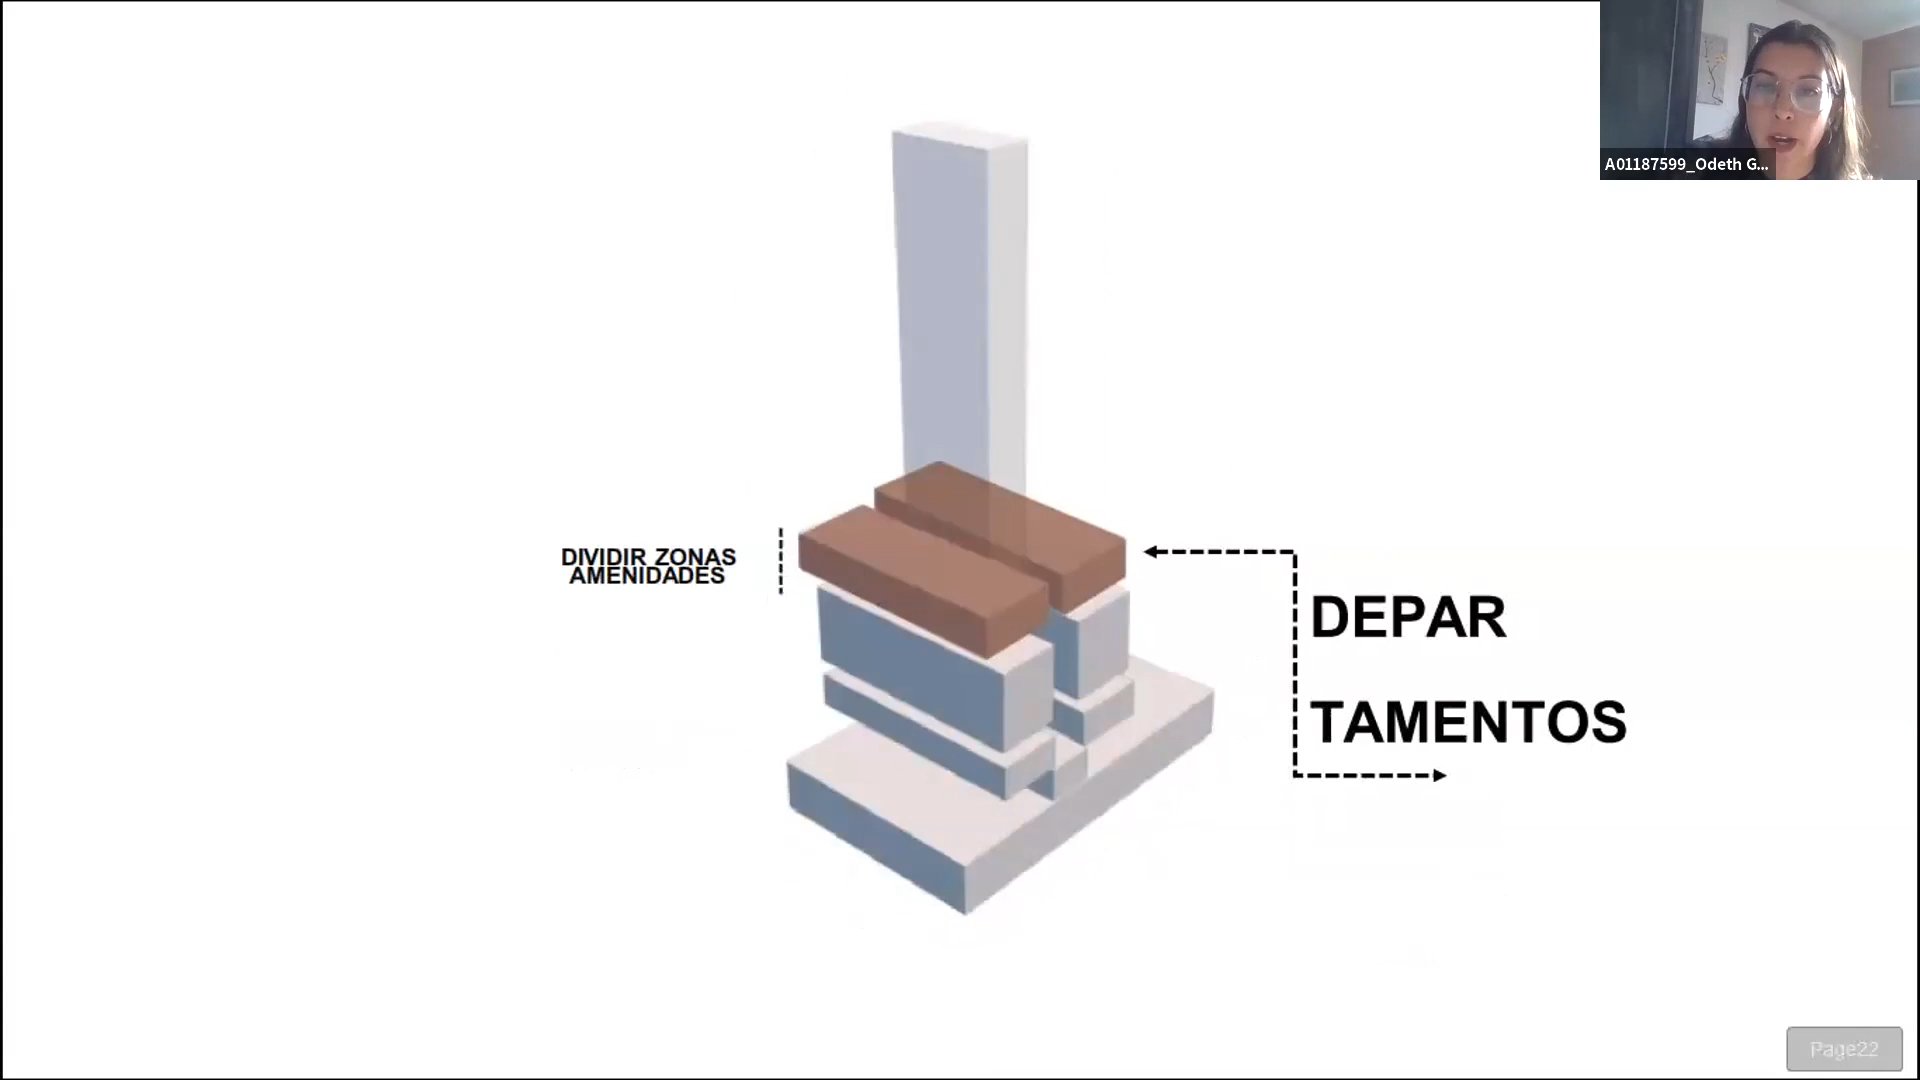 A01187599_Odeth G...
DIVIDIR ZONAS
AMENIDADES
DEPAR
TAMENTOS
Page22